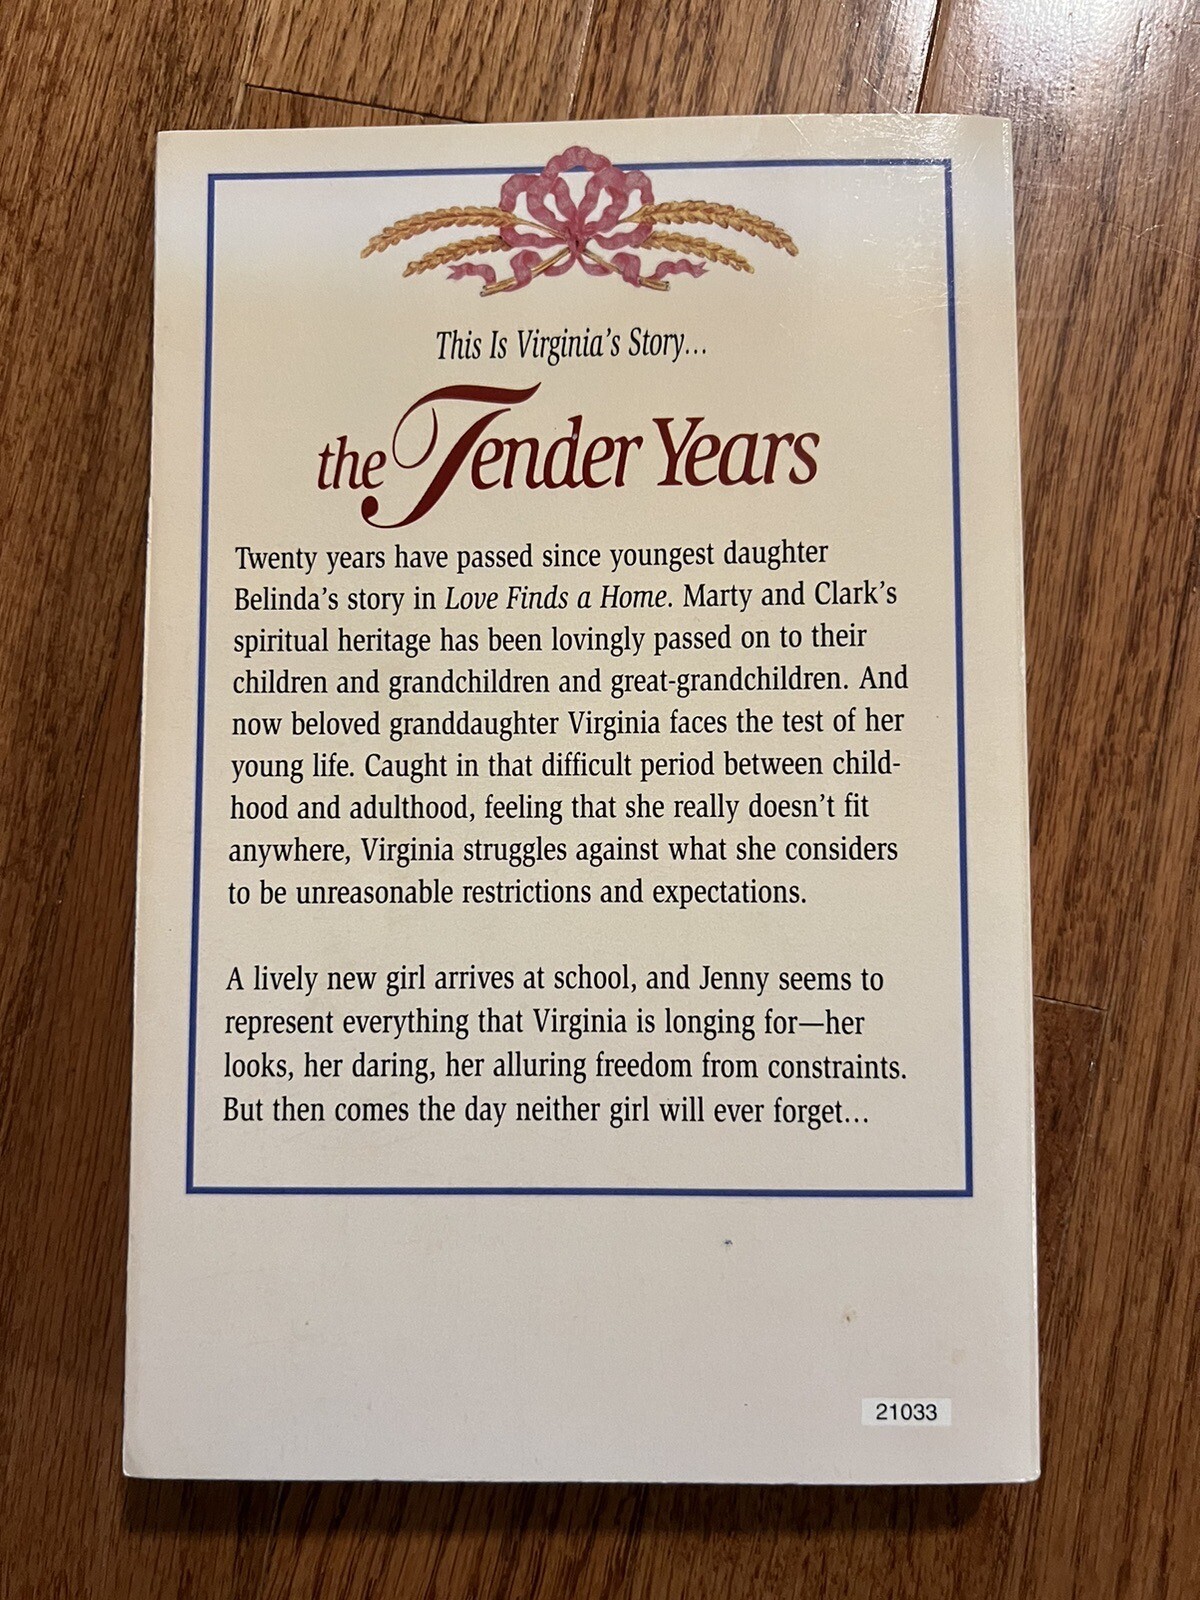 This Is Virginia's Story...
the Tender Years
Twenty years have passed since youngest daughter
Belinda's story in Love Finds a Home. Marty and Clark's
spiritual heritage has been lovingly passed on to their
children and grandchildren and great-grandchildren. And
now beloved granddaughter Virginia faces the test of her
young life. Caught in that difficult period between child-
hood and adulthood, feeling that she really doesn't fit
anywhere, Virginia struggles against what she considers
to be unreasonable restrictions and expectations.
A lively new girl arrives at school, and Jenny seems to
represent everything that Virginia is longing for—her
looks, her daring, her alluring freedom from constraints.
But then comes the day neither girl will ever forget...
21033